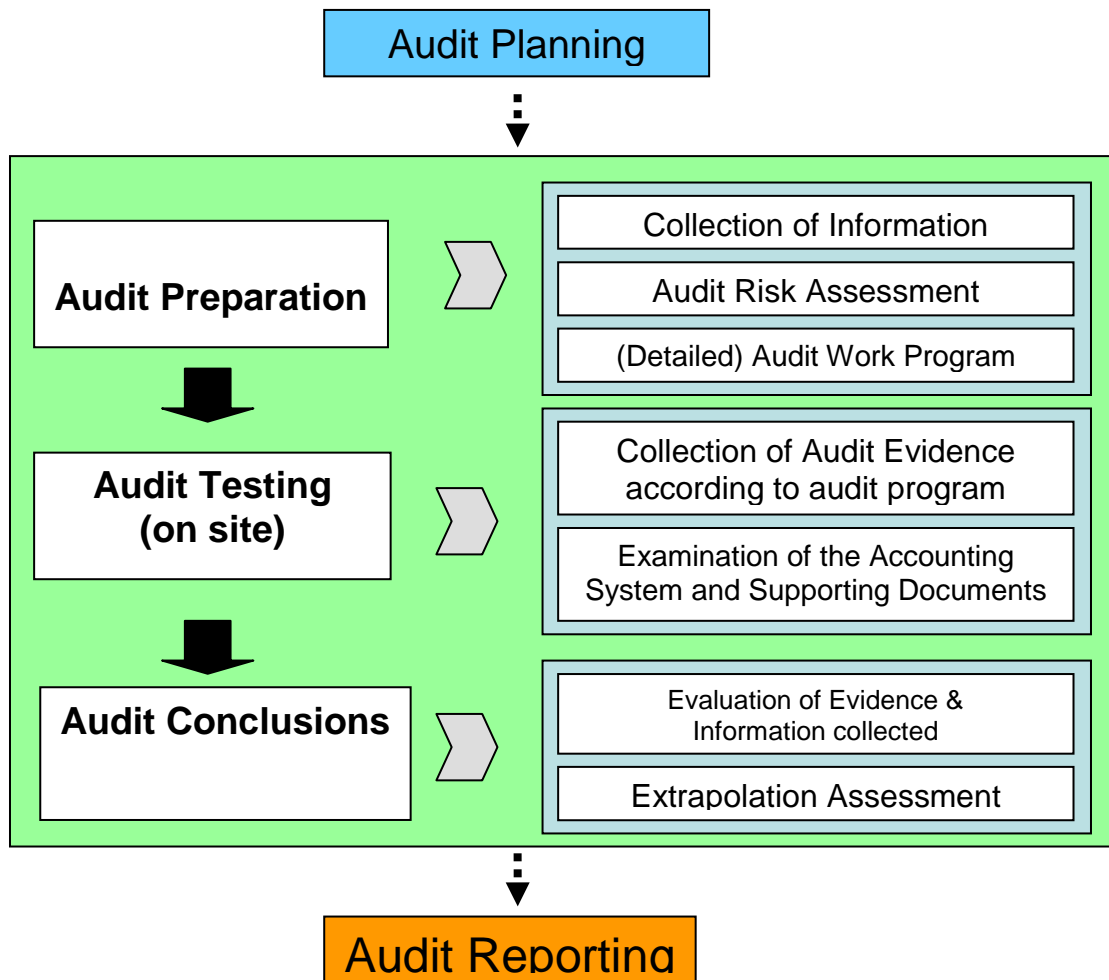 Audit Planning
Audit Preparation
Collection of Information
Audit Risk Assessment
(Detailed) Audit Work Program
Audit Testing
(on site)
Collection of Audit Evidence
according to audit program
Examination of the Accounting
System and Supporting Documents
Audit Conclusions
Evaluation of Evidence &
Information collected
Extrapolation Assessment
Audit Reporting